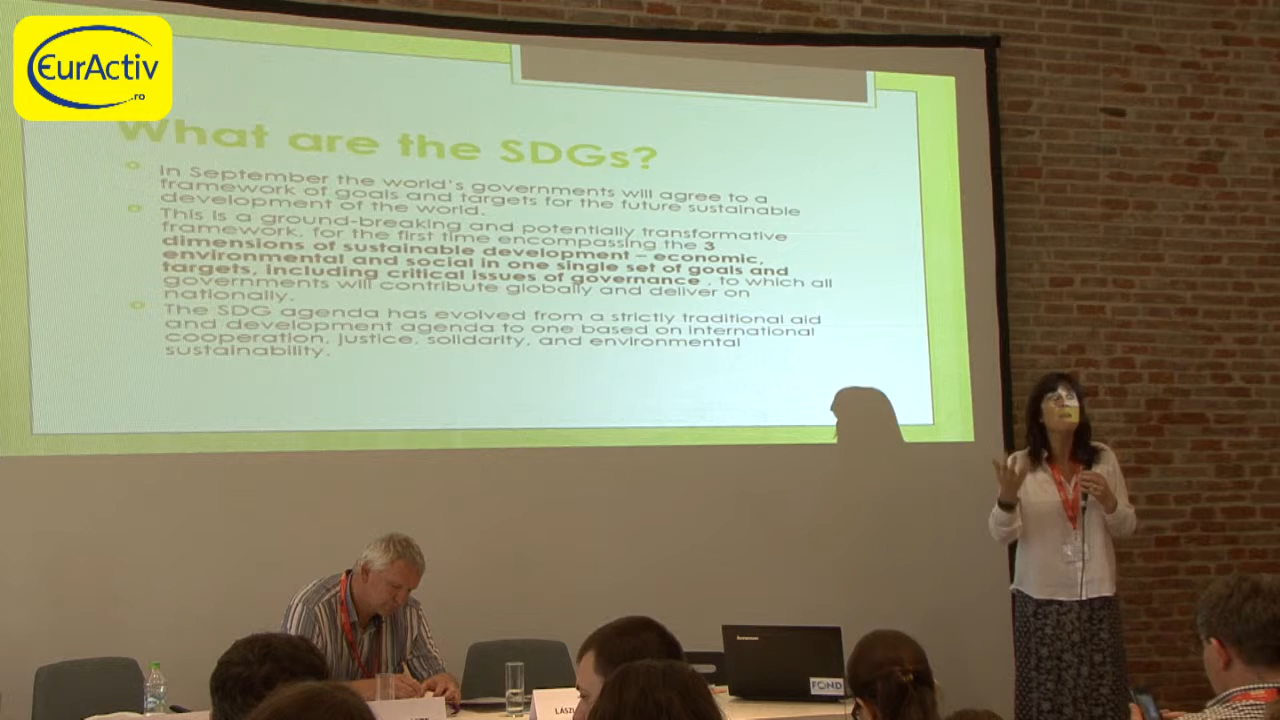 EurActiv
.ro
What are the SDGs?
In September the world's governments will agree to a
framework of goals and targets for the future sustainable
development of the world.
This is a ground-breaking and potentially transformative
framework, for the first time encompassing the 3
dimensions of sustainable development – economic,
environmental and social in one single set of goals and
targets, including critical issues of governance , to which all
governments will contribute globally and deliver on
nationally.
The SDG agenda has evolved from a strictly traditional aid
and development agenda to one based on international
cooperation, justice, solidarity, and environmental
sustainability.
lenovo
FOND